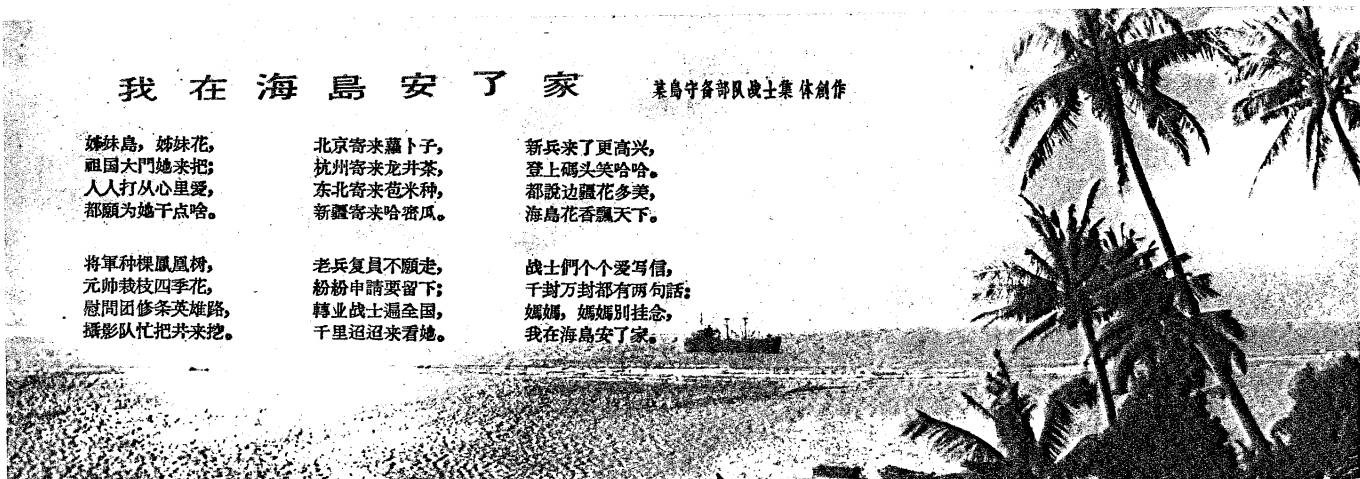 我在海島安了家
某島守备部队战士集体創作
姊妹島，姊妹花，
祖国大門她来把；
人人打从心里爱，
都願为她干点啥。
将軍种棵鳳凰树，
元帅栽枝四季花，
慰問团修条英雄路，
攝影队忙把井来挖。
北京寄来蘿卜子，
杭州寄来龙井茶，
东北寄来苞米种，
新疆寄来哈密瓜。
老兵复員不願走，
紛紛申請要留下；
轉业战士遍全国，
千里迢迢来看她。
新兵来了更高兴，
登上碼头笑哈哈。
都說边疆花多美，
海島花香飄天下。
战士們个个爱写信，
千封万封都有两句話：
媽媽，媽媽別挂念，
我在海島安了家。